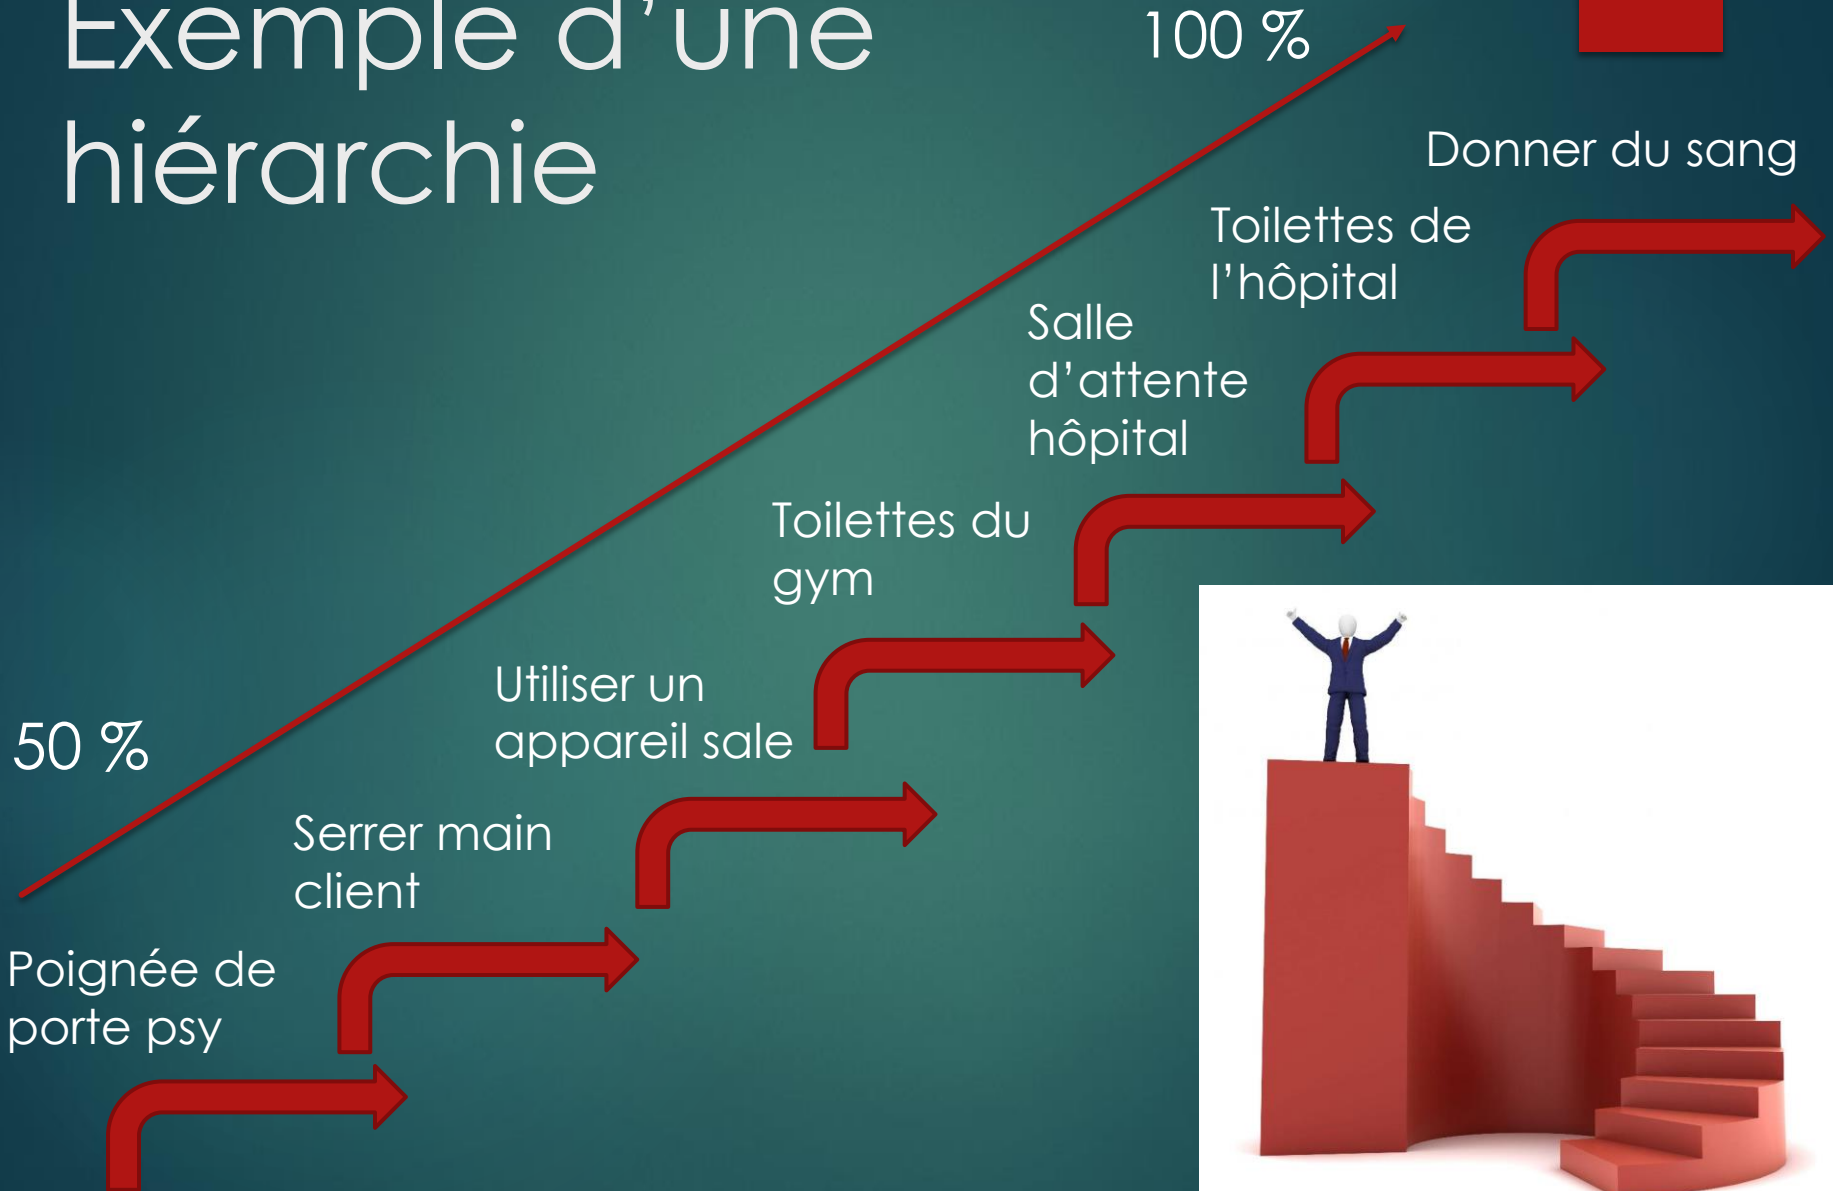 Exemple d’une
hiérarchie
100 %
Donner du sang
Toilettes de
l’hôpital
Salle
d’attente
hôpital
Toilettes du
gym
Utiliser un
appareil sale
50 %
Serrer main
client
Poignée de
porte psy